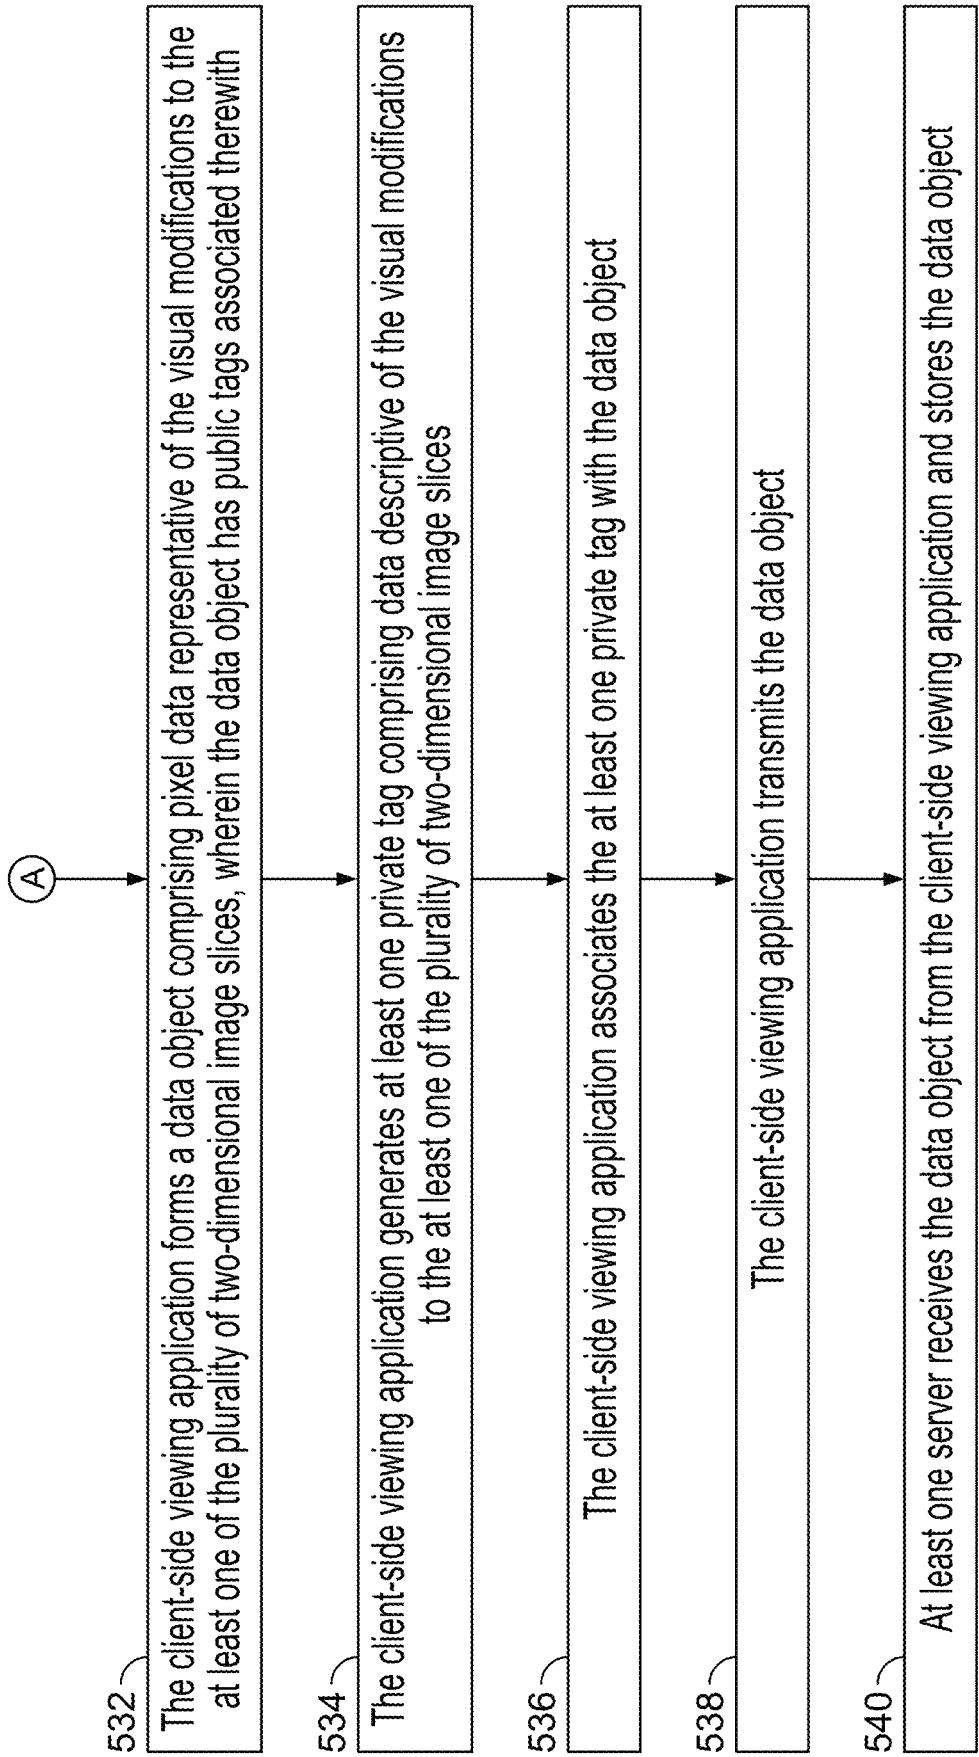 A
532
The client-side viewing application forms a data object comprising pixel data representative of the visual modifications to the
at least one of the plurality of two-dimensional image slices, wherein the data object has public tags associated therewith
534
The client-side viewing application generates at least one private tag comprising data descriptive of the visual modifications
to the at least one of the plurality of two-dimensional image slices
536
The client-side viewing application associates the at least one private tag with the data object
538
The client-side viewing application transmits the data object
540
At least one server receives the data object from the client-side viewing application and stores the data object